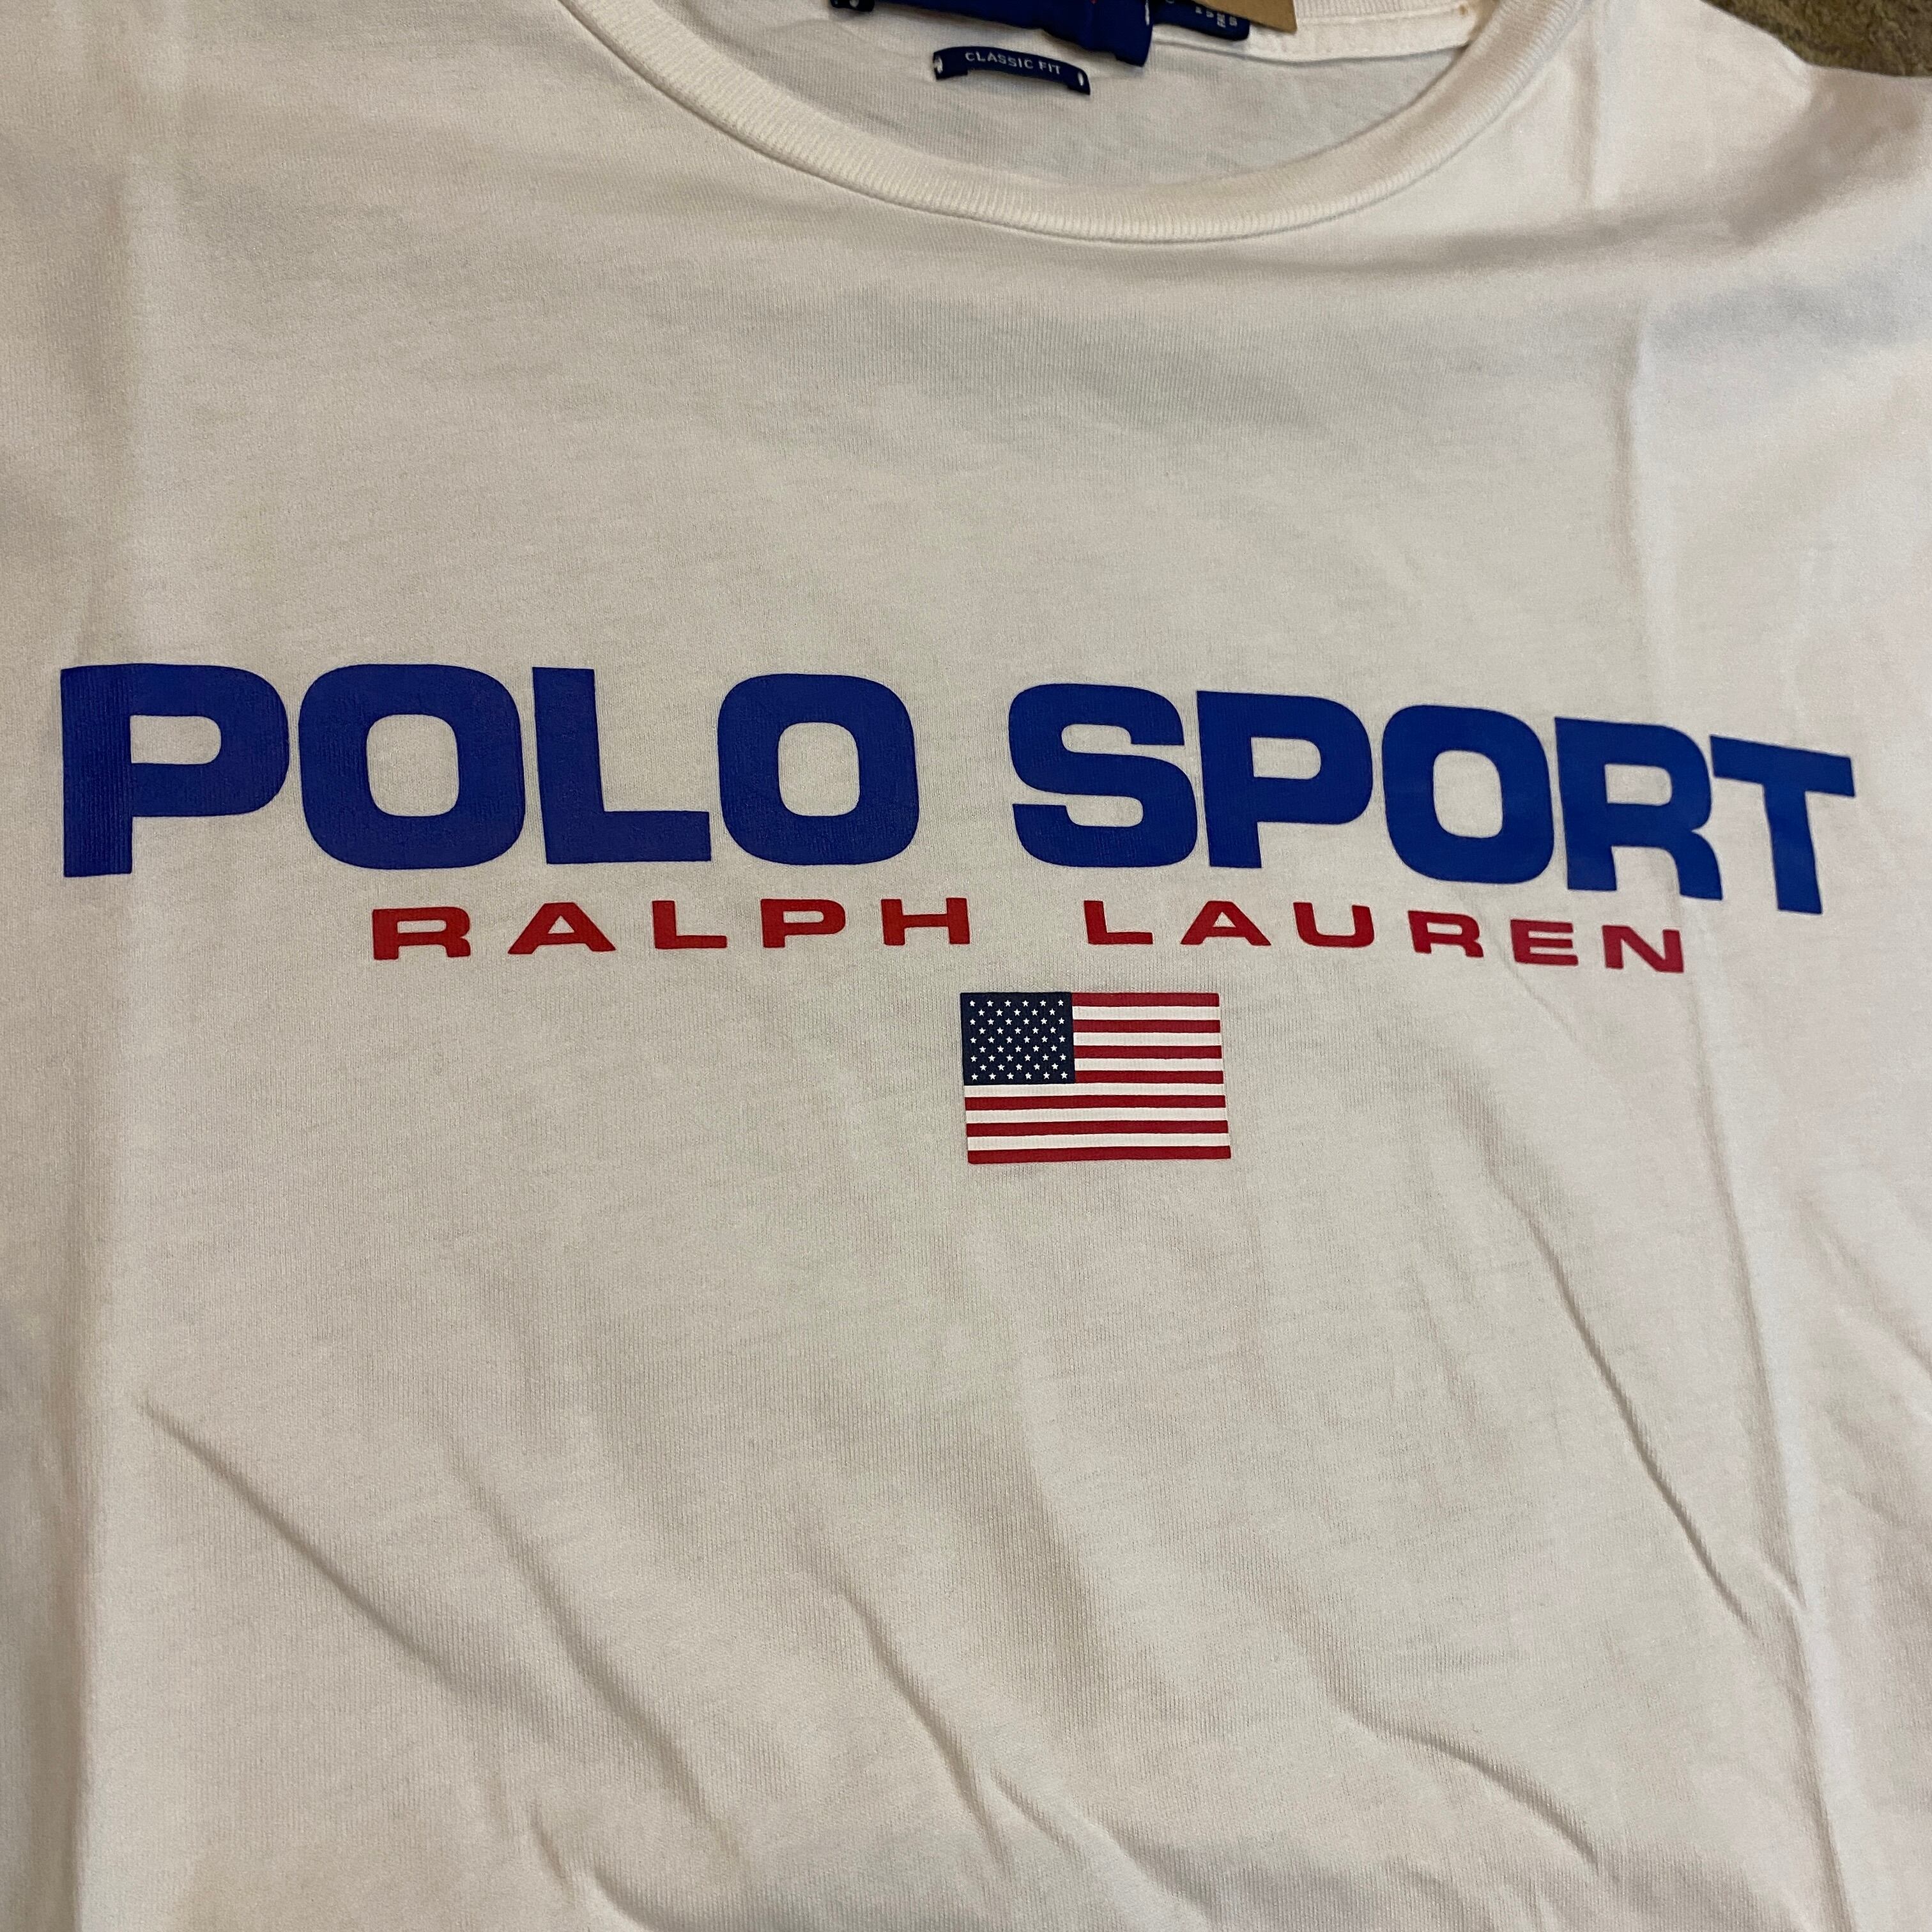 CLASSIC FIT
POLO SPORT
RALPH LAUREN